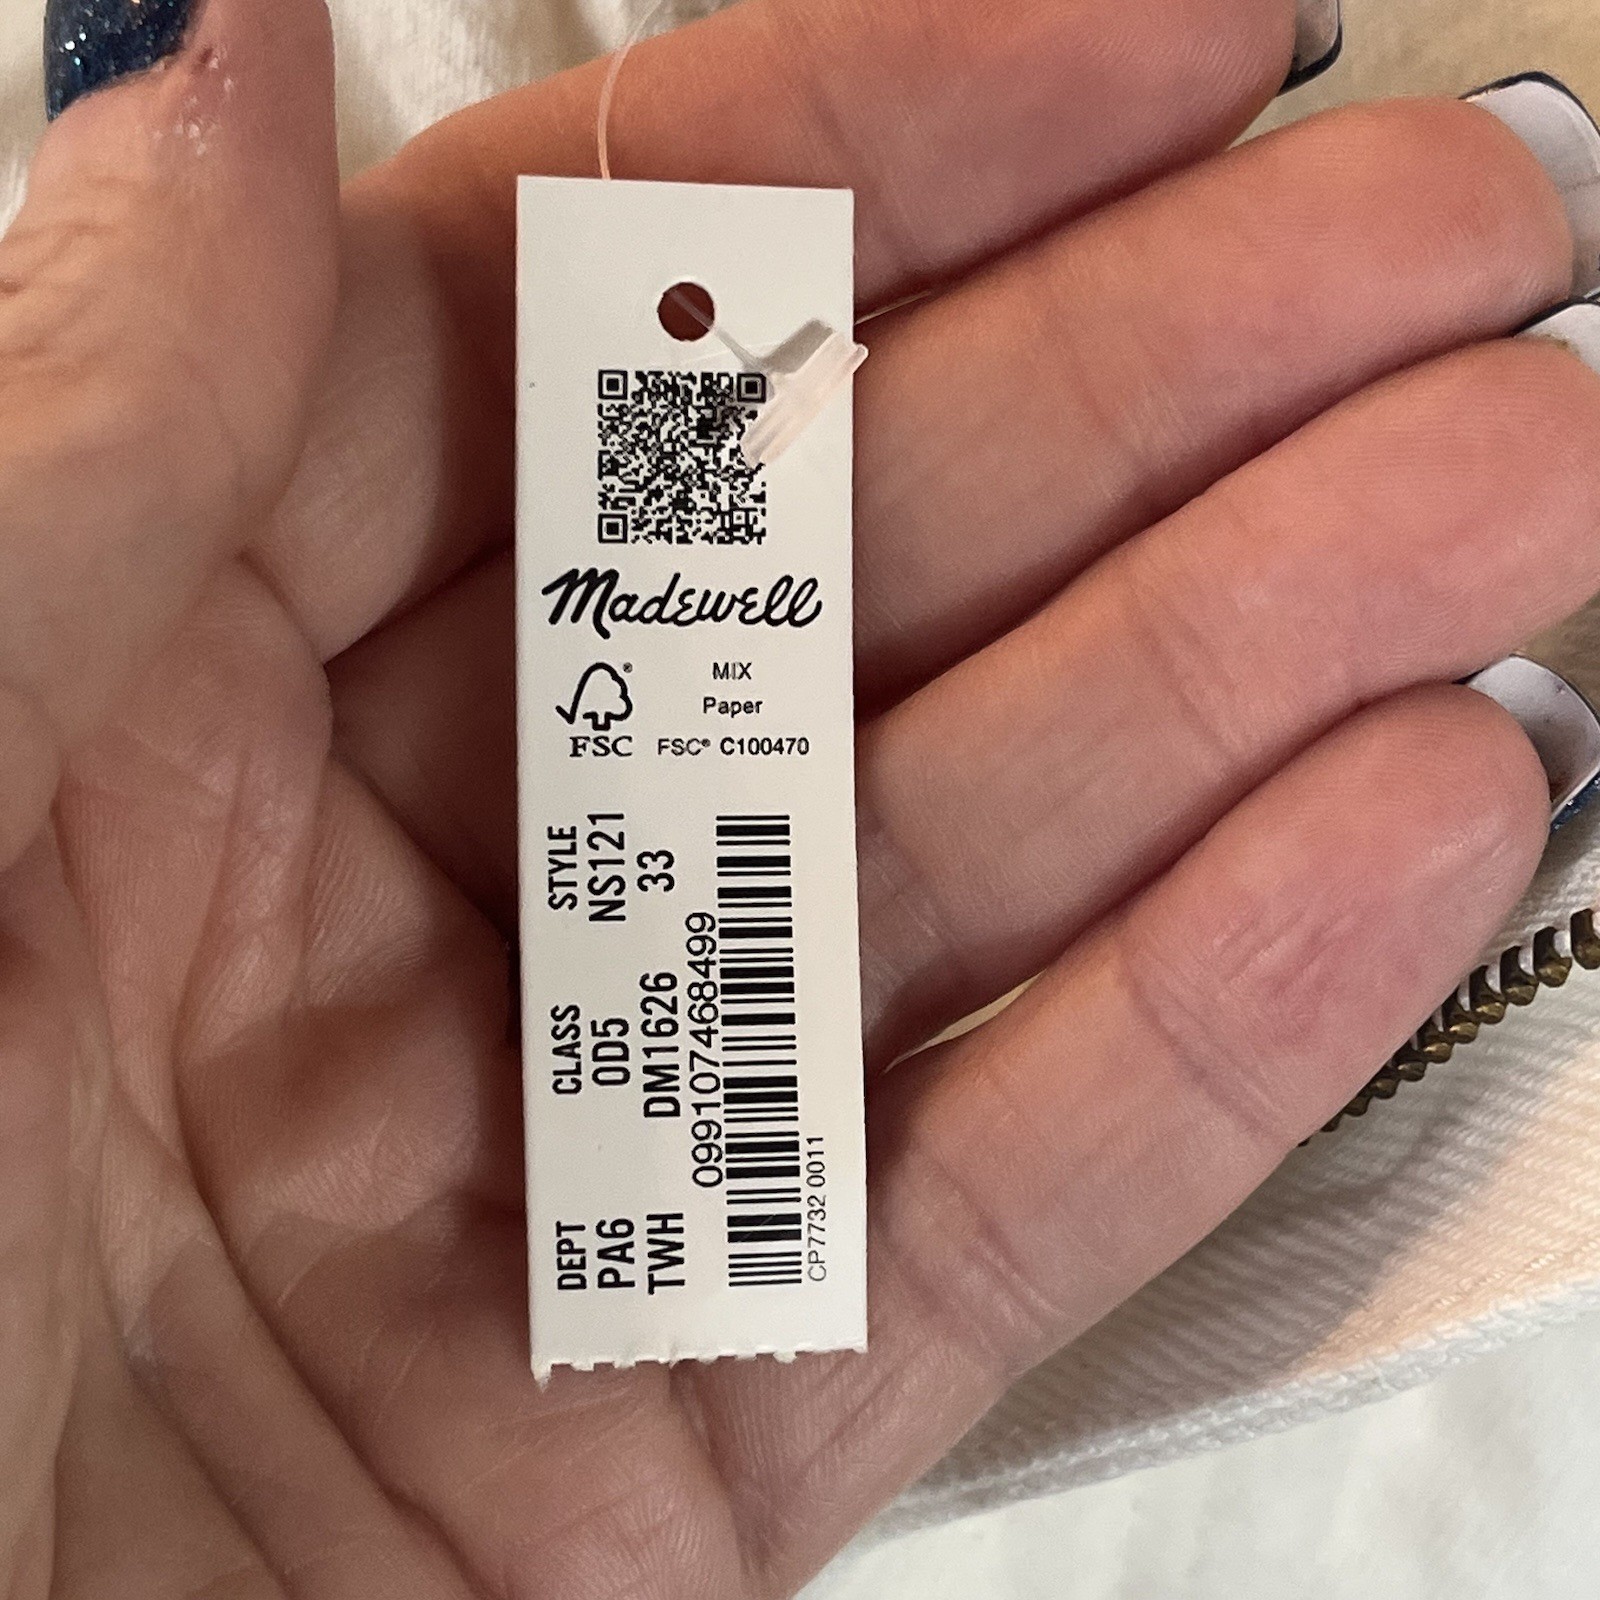 Madewell
FSC®
MIX
Paper
FSC® C100470
DEPT CLASS STYLE
PA6 0D5 NS121
TWH DM1626 33
099107468499
CP7732 0011